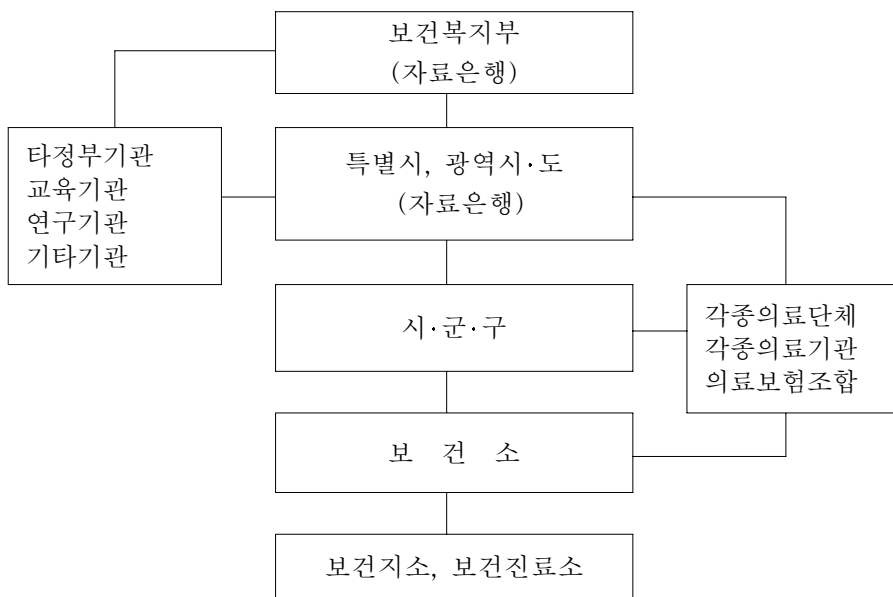 보건복지부
(자료은행)
타정부기관
교육기관
연구기관
기타기관
특별시, 광역시·도
(자료은행)
시·군·구
각종의료단체
각종의료기관
의료보험조합
보 건 소
보건지소, 보건진료소